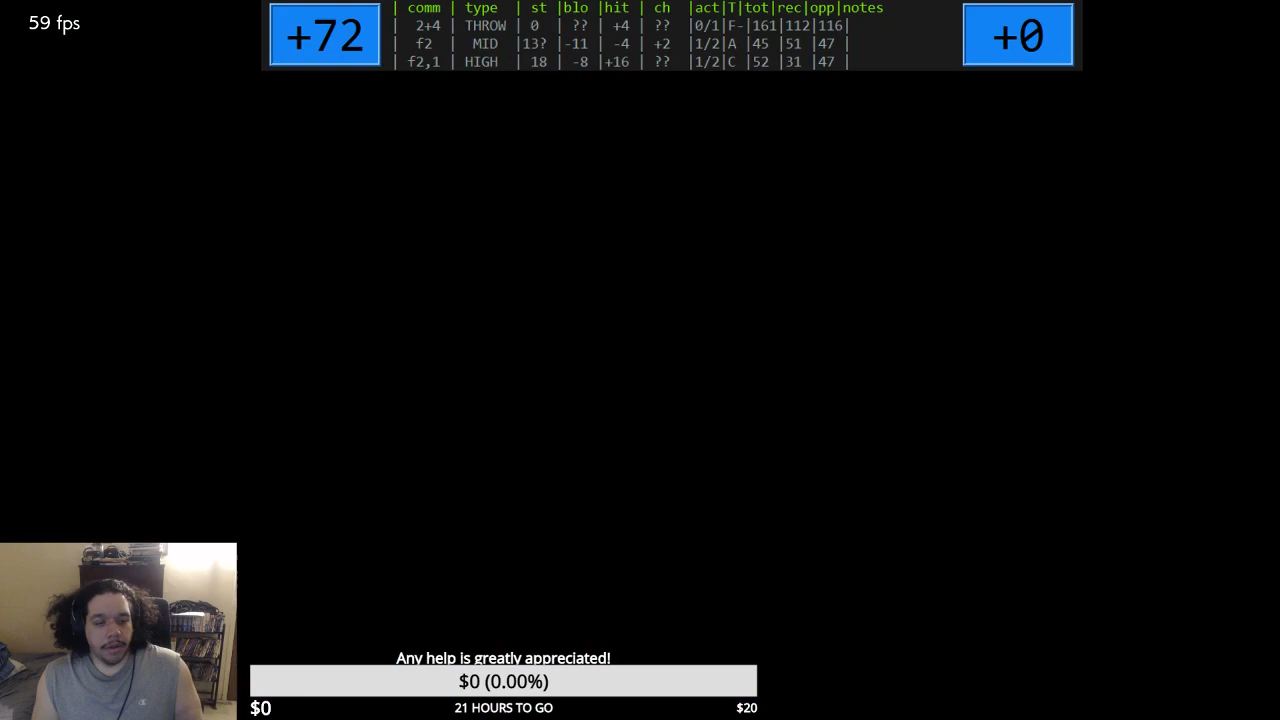 59 fps
+72
| comm | type | st |blo |hit | ch |act|T|tot|rec|opp|notes
| 2+4 | THROW | 0 | ?? | +4 | ?? |0/1|F-|161|112|116|
| f2 | MID |13? |-11 | -4 | +2 |1/2|A |45 |51 |47 |
| f2,1 | HIGH | 18 | -8 |+16 | ?? |1/2|C |52 |31 |47 |
+0
Any help is greatly appreciated!
$0 (0.00%)
$0 21 HOURS TO GO $20